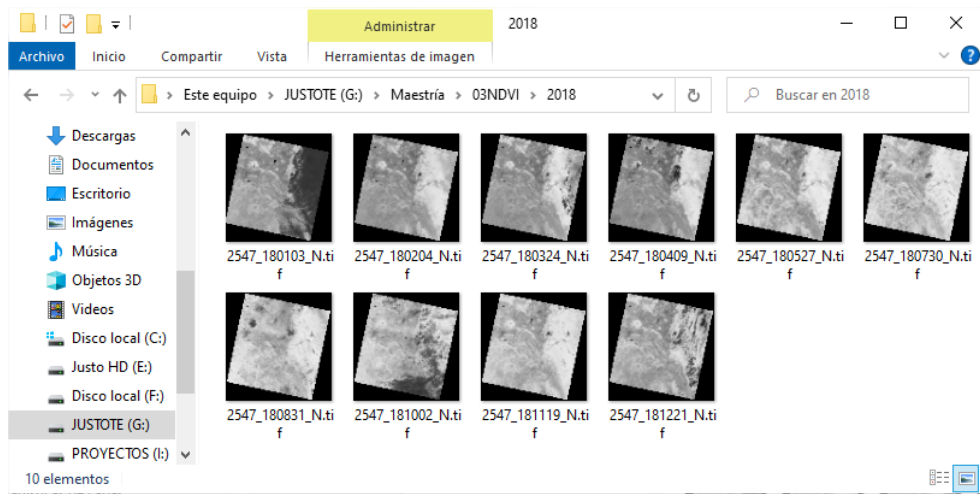 Administrar
2018
Archivo
Inicio
Compartir
Vista
Herramientas de imagen
Este equipo > JUSTOTE (G:) > Maestría > 03NDVI > 2018
Buscar en 2018
Descargas
Documentos
Escritorio
Imágenes
Música
Objetos 3D
Videos
Disco local (C:)
Justo HD (E:)
Disco local (F:)
JUSTOTE (G:)
PROYECTOS (I:)
2547_180103_N.ti
f
2547_180204_N.ti
f
2547_180324_N.ti
f
2547_180409_N.ti
f
2547_180527_N.ti
f
2547_180730_N.ti
f
2547_180831_N.ti
f
2547_181002_N.ti
f
2547_181119_N.ti
f
2547_181221_N.ti
f
10 elementos